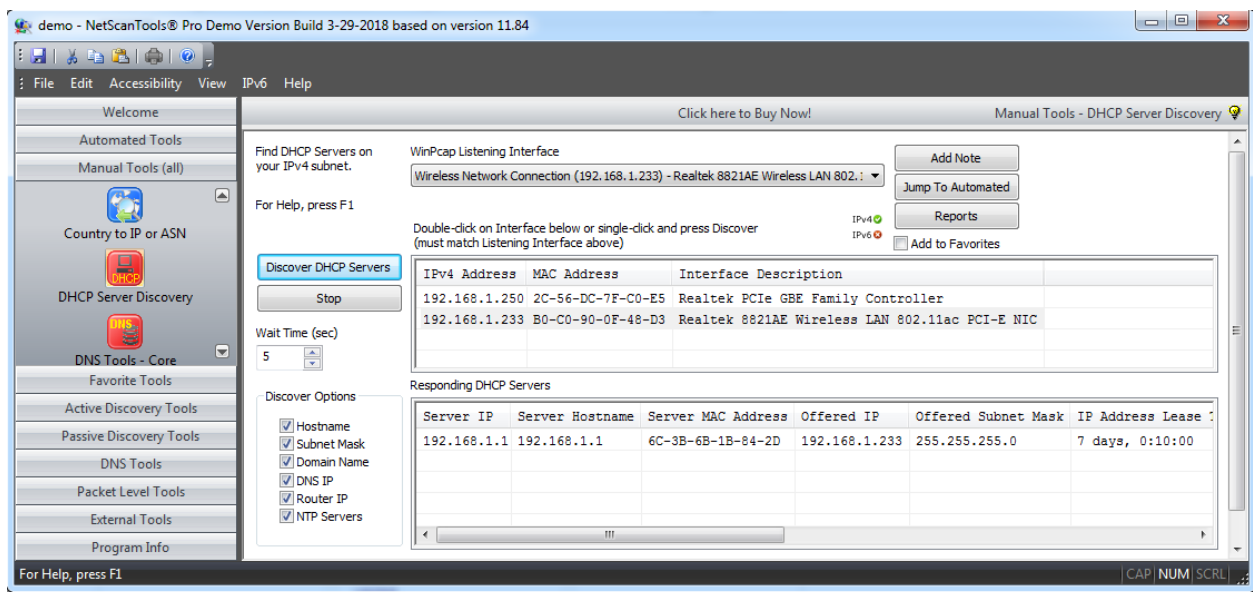 demo - NetScanTools® Pro Demo Version Build 3-29-2018 based on version 11.84
File Edit Accessibility View IPv6 Help
Welcome
Click here to Buy Now!
Manual Tools - DHCP Server Discovery
Automated Tools
Manual Tools (all)
Country to IP or ASN
DHCP
DHCP Server Discovery
DNS
DNS Tools - Core
Favorite Tools
Active Discovery Tools
Passive Discovery Tools
DNS Tools
Packet Level Tools
External Tools
Program Info
Find DHCP Servers on
your IPv4 subnet.
For Help, press F1
Discover DHCP Servers
Stop
Wait Time (sec)
5
Discover Options
Hostname
Subnet Mask
Domain Name
DNS IP
Router IP
NTP Servers
WinPcap Listening Interface
Wireless Network Connection (192.168.1.233) - Realtek 8821AE Wireless LAN 802.:
Add Note
Jump To Automated
Reports
Add to Favorites
IPv4
IPv6
Double-click on Interface below or single-click and press Discover
(must match Listening Interface above)
IPv4 Address MAC Address Interface Description
192.168.1.250 2C-56-DC-7F-C0-E5 Realtek PCIe GBE Family Controller
192.168.1.233 B0-C0-90-0F-48-D3 Realtek 8821AE Wireless LAN 802.11ac PCI-E NIC
Responding DHCP Servers
Server IP Server Hostname Server MAC Address Offered IP Offered Subnet Mask IP Address Lease
192.168.1.1 192.168.1.1 6C-3B-6B-1B-84-2D 192.168.1.233 255.255.255.0 7 days, 0:10:00
For Help, press F1
CAP NUM SCRL